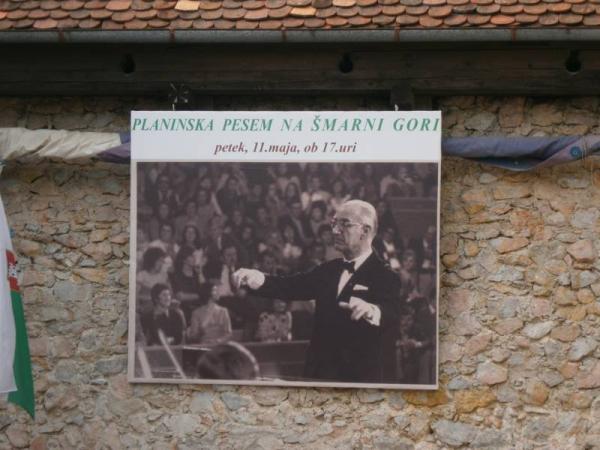 PLANINSKA PESEM NA ŠMARNI GORI
petek, 11.maja, ob 17.uri